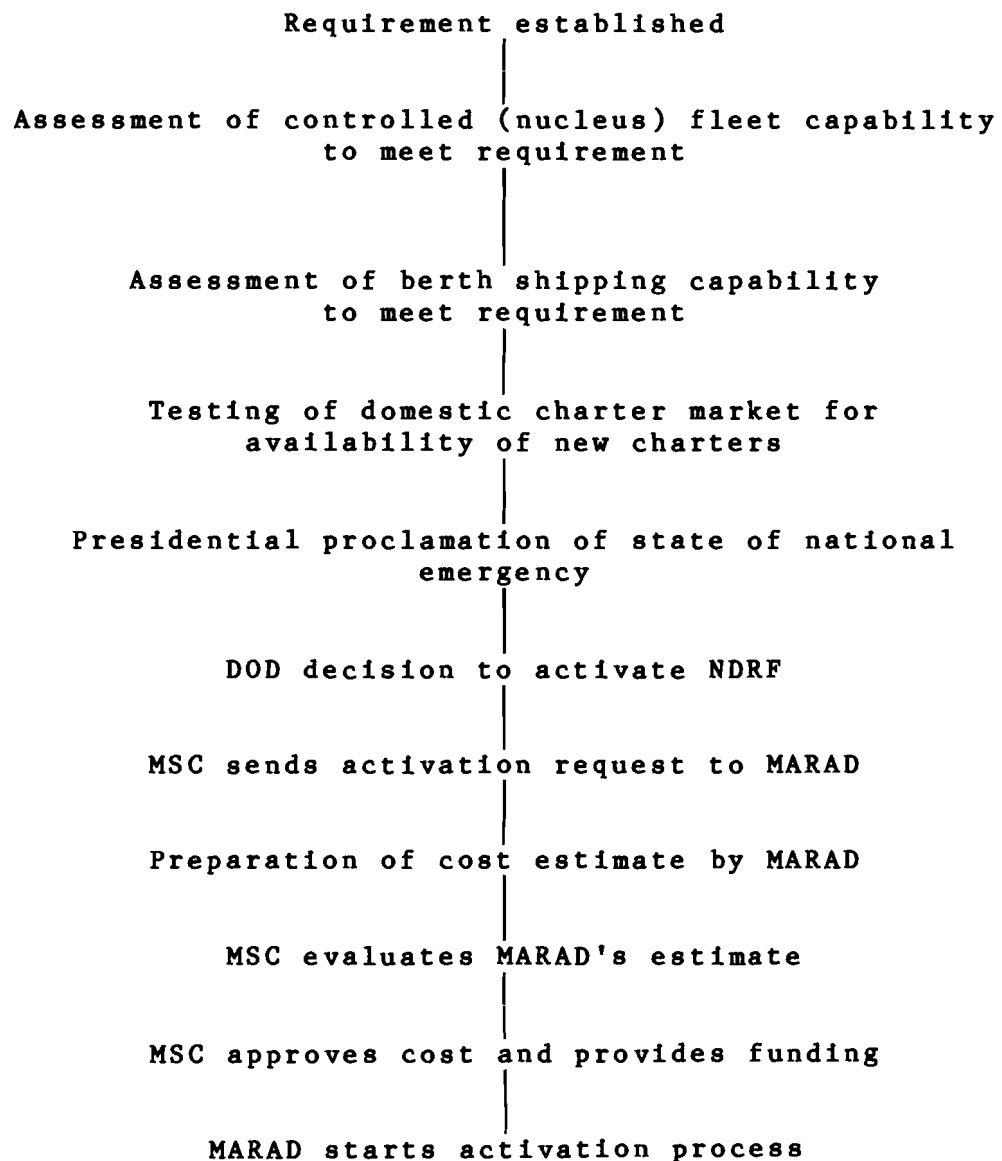 Requirement established
Assessment of controlled (nucleus) fleet capability
to meet requirement
Assessment of berth shipping capability
to meet requirement
Testing of domestic charter market for
availability of new charters
Presidential proclamation of state of national
emergency
DOD decision to activate NDRF
MSC sends activation request to MARAD
Preparation of cost estimate by MARAD
MSC evaluates MARAD's estimate
MSC approves cost and provides funding
MARAD starts activation process